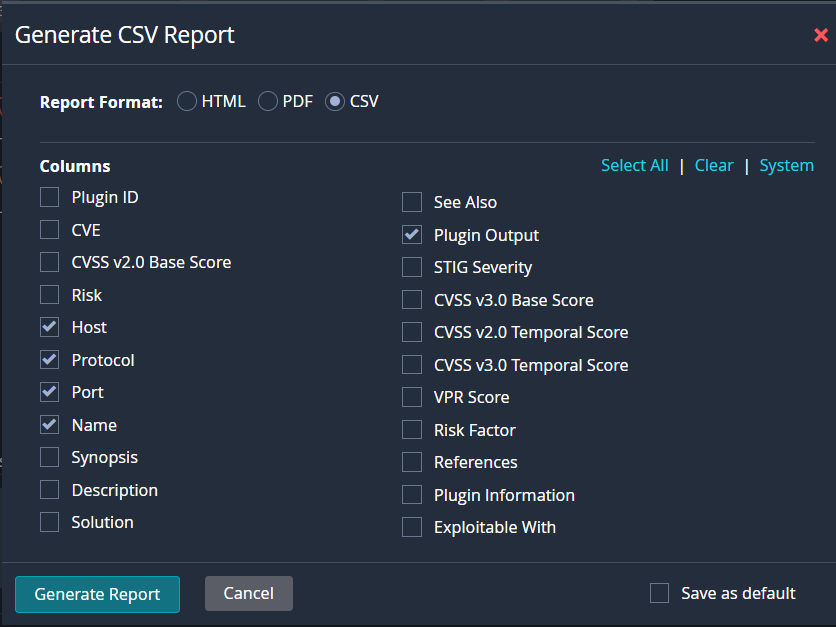 Generate CSV Report
Report Format: HTML PDF CSV
Columns
Select All | Clear | System
Plugin ID
CVE
CVSS v2.0 Base Score
Risk
Host
Protocol
Port
Name
Synopsis
Description
Solution
See Also
Plugin Output
STIG Severity
CVSS v3.0 Base Score
CVSS v2.0 Temporal Score
CVSS v3.0 Temporal Score
VPR Score
Risk Factor
References
Plugin Information
Exploitable With
Generate Report
Cancel
Save as default